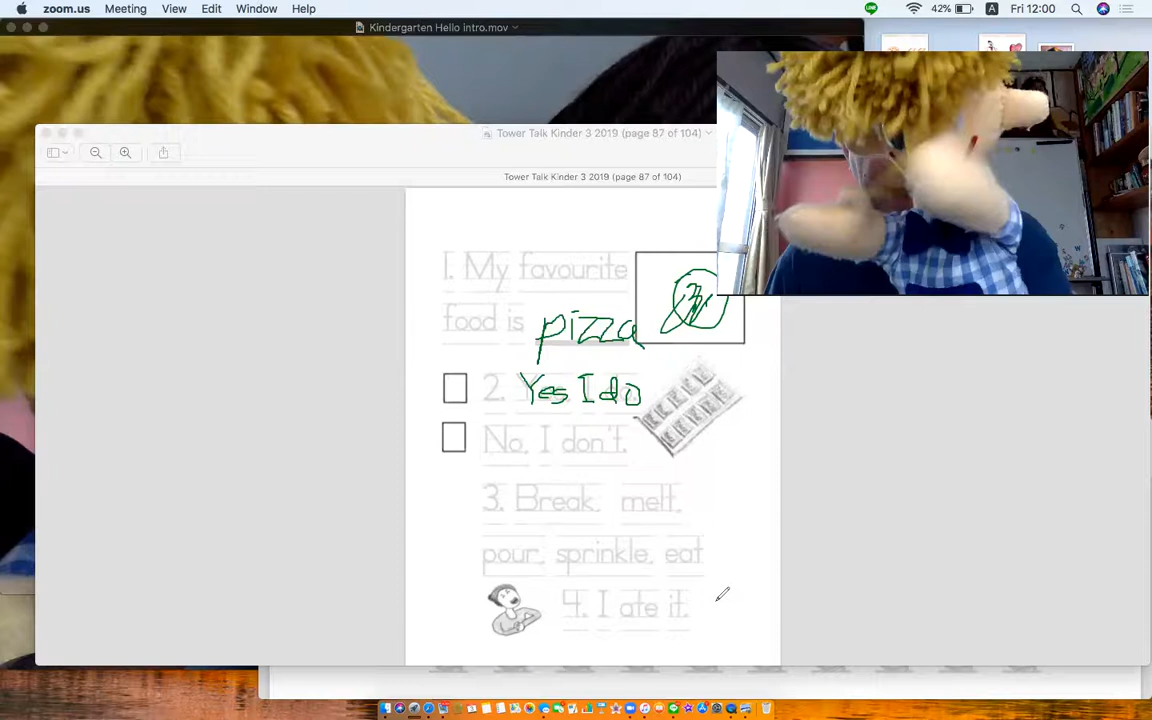 zoom.us Meeting View Edit Window Help 42% A Fri 12:00
Kindergarten Hello intro.mov
Tower Talk Kinder 3 2019 (page 87 of 104)
Tower Talk Kinder 3 2019 (page 87 of 104)
1. My favourite
food is pizza
2. Yes I do
No, I don't.
3. Break, melt,
pour, sprinkle, eat
4. I ate it.